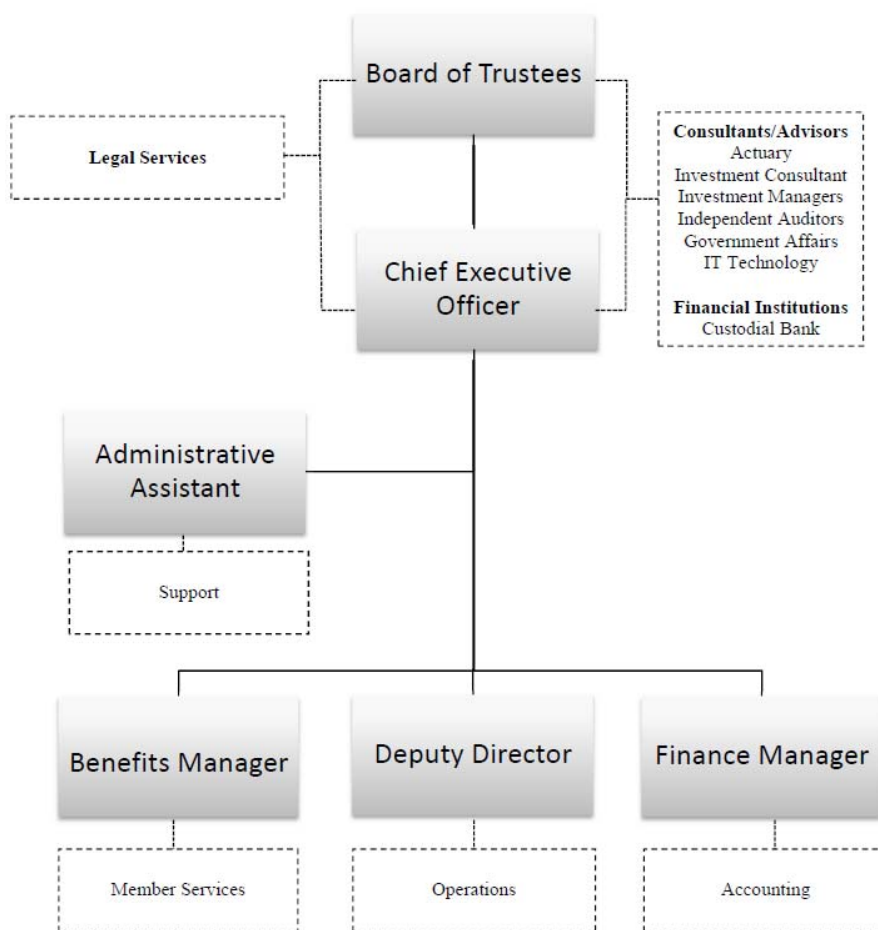 Board of Trustees
Legal Services
Consultants/Advisors
Actuary
Investment Consultant
Investment Managers
Independent Auditors
Government Affairs
IT Technology
Financial Institutions
Custodial Bank
Chief Executive
Officer
Administrative
Assistant
Support
Benefits Manager
Deputy Director
Finance Manager
Member Services
Operations
Accounting